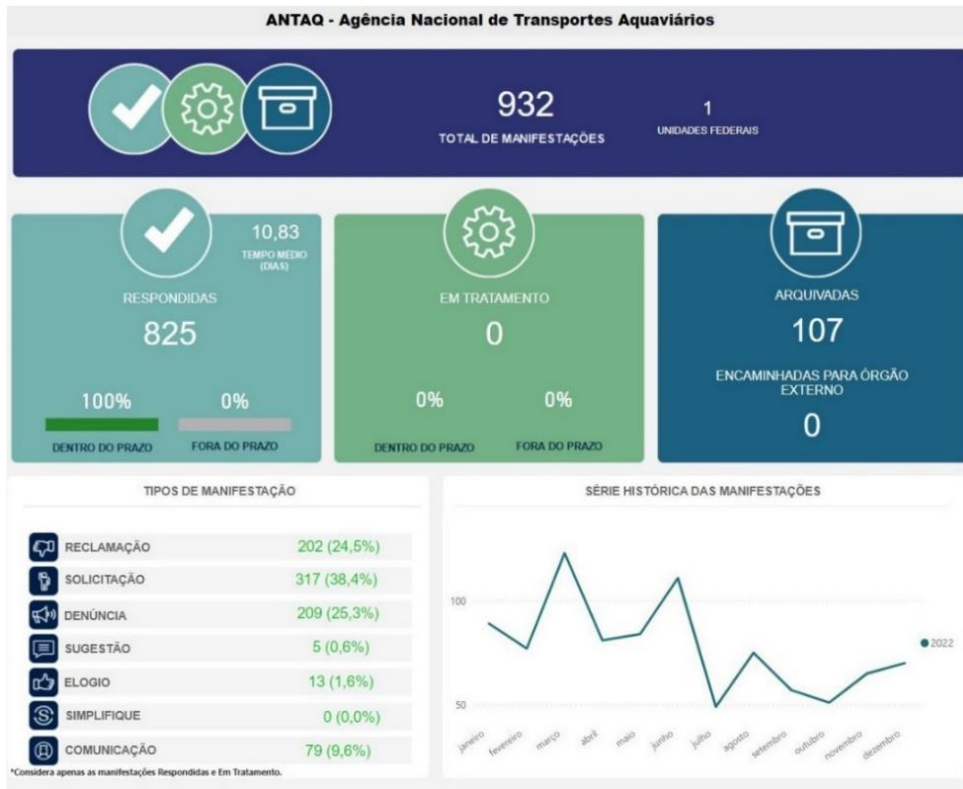 ANTAQ - Agência Nacional de Transportes Aquaviários
932
TOTAL DE MANIFESTAÇÕES
1
UNIDADES FEDERAIS
10,83
TEMPO MÉDIO
(DIAS)
RESPONDIDAS
825
100%
0%
DENTRO DO PRAZO
FORA DO PRAZO
EM TRATAMENTO
0
0%
0%
DENTRO DO PRAZO
FORA DO PRAZO
ARQUIVADAS
107
ENCAMINHADAS PARA ÓRGÃO
EXTERNO
0
TIPOS DE MANIFESTAÇÃO
RECLAMAÇÃO 202 (24,5%)
SOLICITAÇÃO 317 (38,4%)
DENÚNCIA 209 (25,3%)
SUGESTÃO 5 (0,6%)
ELOGIO 13 (1,6%)
SIMPLIFIQUE 0 (0,0%)
COMUNICAÇÃO 79 (9,6%)
*Considera apenas as manifestações Respondidas e Em Tratamento.
SÉRIE HISTÓRICA DAS MANIFESTAÇÕES
100
50
janeiro
fevereiro
março
abril
maio
junho
julho
agosto
setembro
outubro
novembro
dezembro
2022